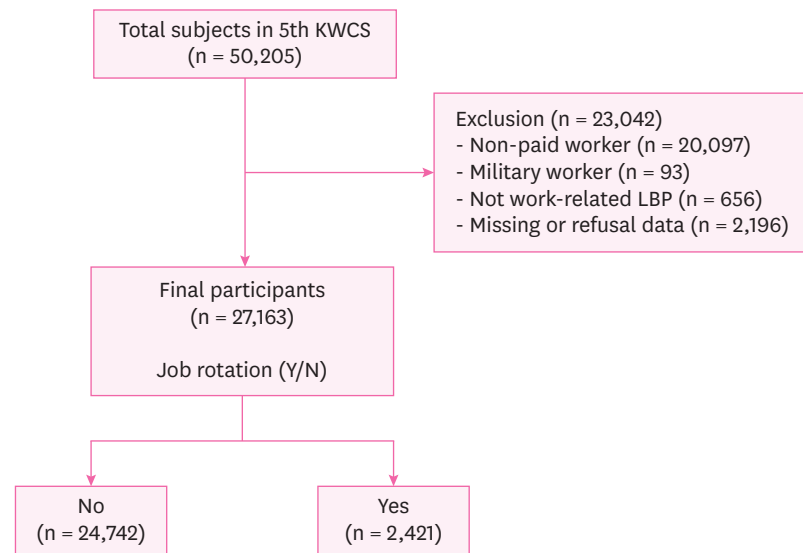 Total subjects in 5th KWCS
(n = 50,205)
Exclusion (n = 23,042)
- Non-paid worker (n = 20,097)
- Military worker (n = 93)
- Not work-related LBP (n = 656)
- Missing or refusal data (n = 2,196)
Final participants
(n = 27,163)
Job rotation (Y/N)
No
(n = 24,742)
Yes
(n = 2,421)